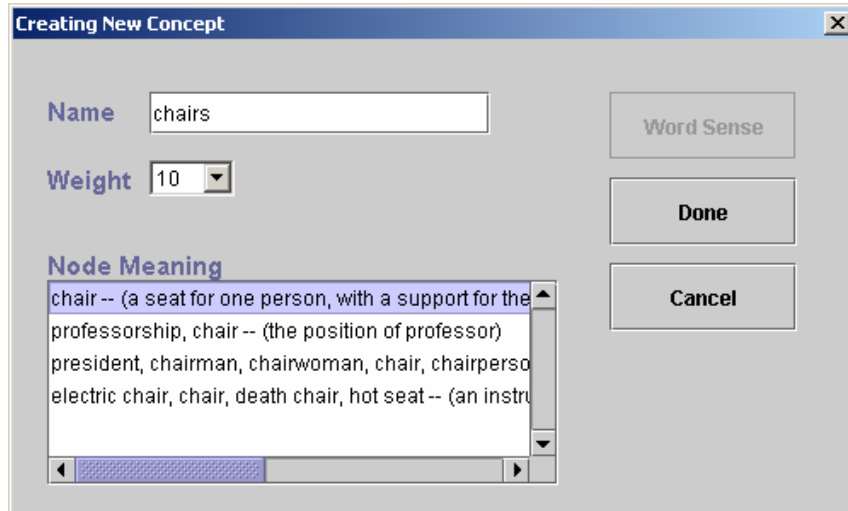 Creating New Concept
Name chairs
Word Sense
Weight 10
Done
Node Meaning
chair -- (a seat for one person, with a support for the
Cancel
professorship, chair -- (the position of professor)
president, chairman, chairwoman, chair, chairperso
electric chair, chair, death chair, hot seat -- (an instru